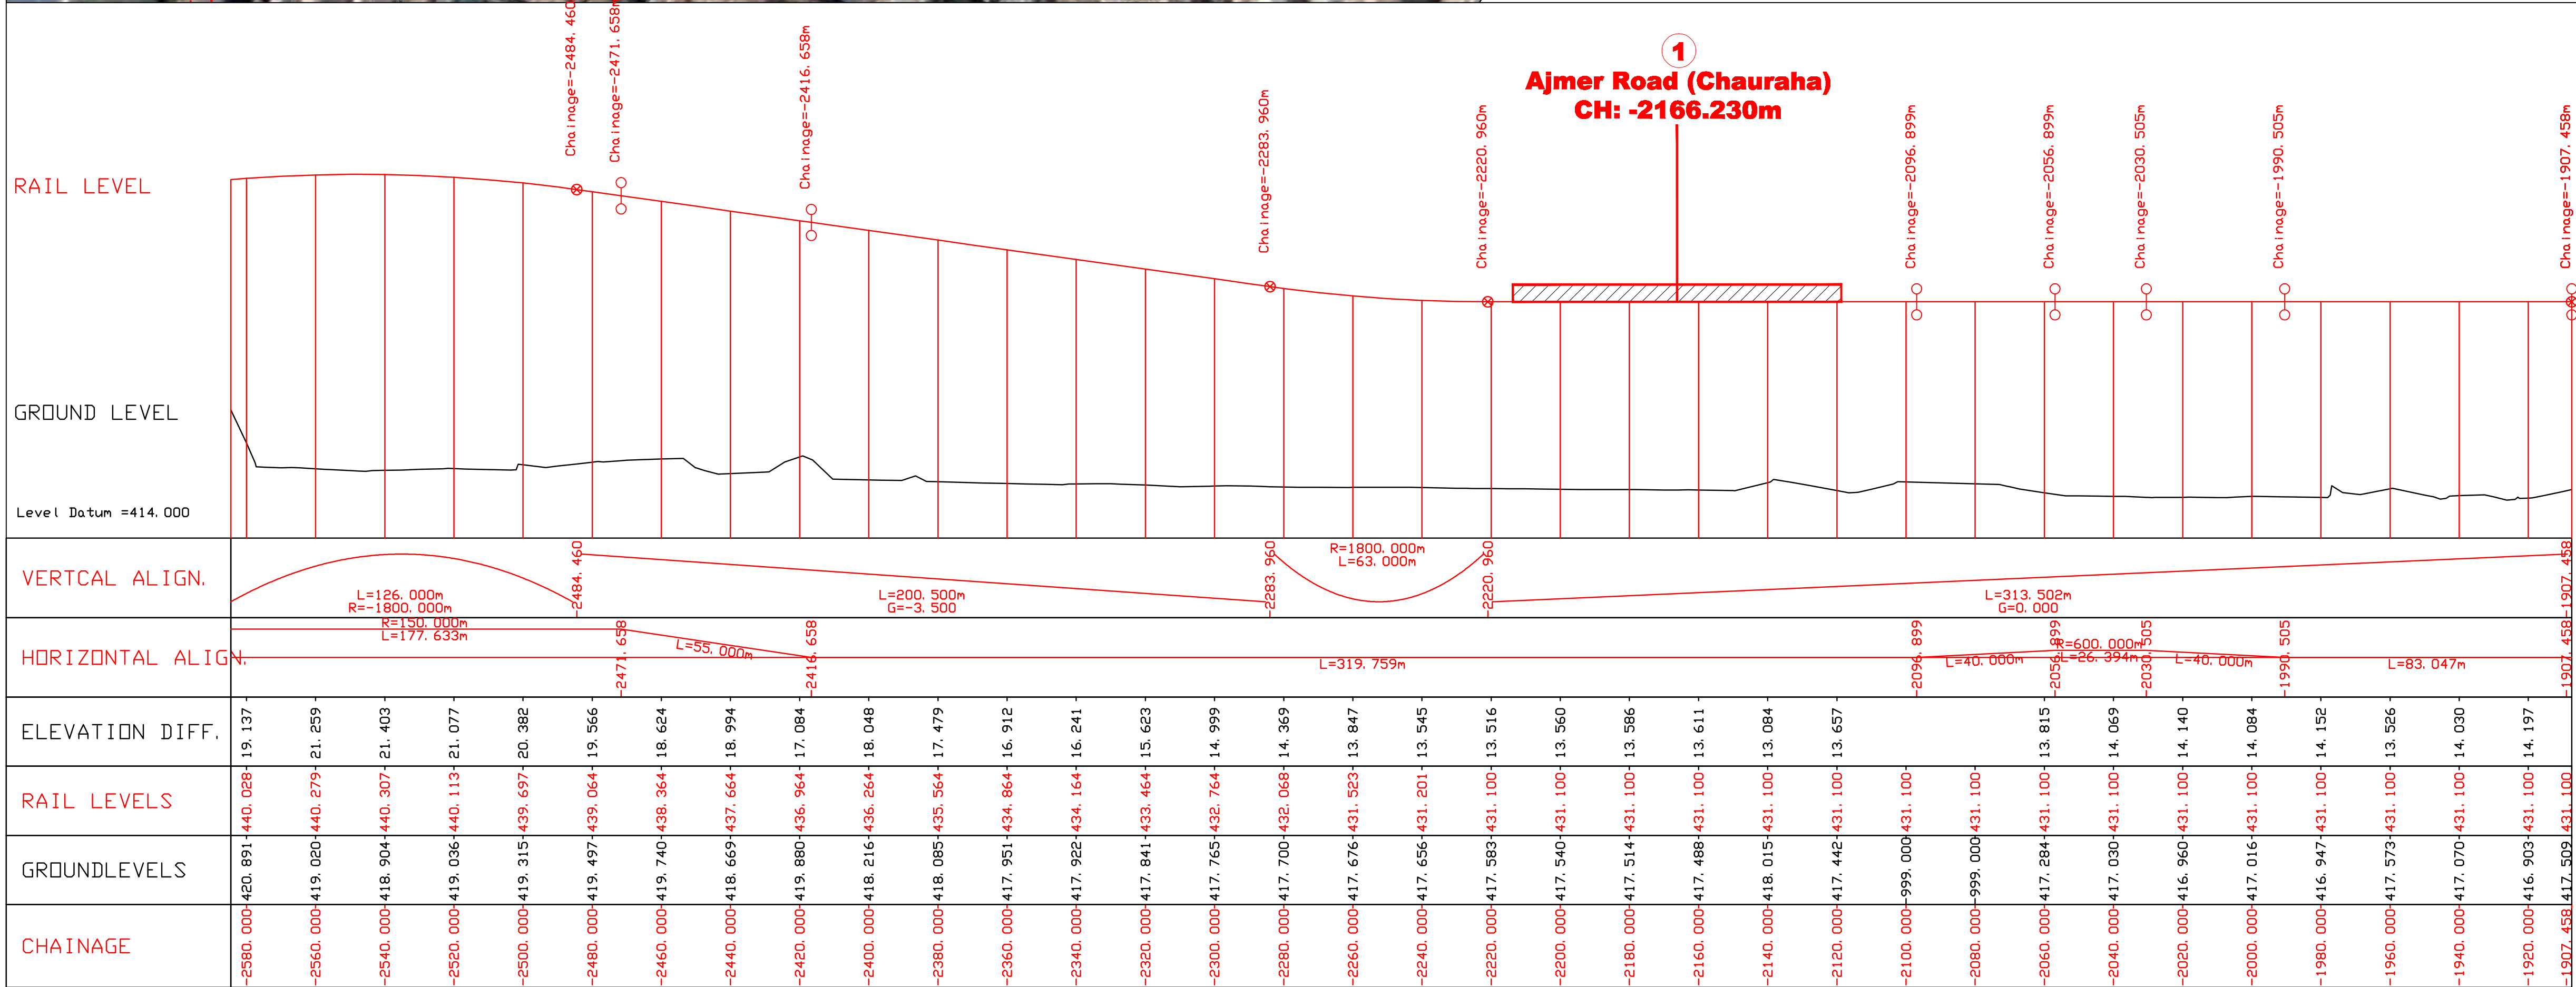 Chainage=-2484. 460
Chainage=-2471. 658m
Chainage=-2416. 658m
Chainage=-2283. 960m
Chainage=-2220. 960m
1
Ajmer Road (Chauraha)
CH: -2166.230m
Chainage=-2096. 899m
Chainage=-2056. 899m
Chainage=-2030. 505m
Chainage=-1990. 505m
Chainage=-1907. 458m
RAIL LEVEL
GROUND LEVEL
Level Datum =414. 000
VERTCAL ALIGN.
L=126. 000m
R=-1800. 000m
-2484. 460
L=200. 500m
G=-3. 500
-2283. 960
R=1800. 000m
L=63. 000m
-2220. 960
L=313. 502m
G=0. 000
-1907. 458
HORIZONTAL ALIGN.
R=150. 000m
L=177. 633m
-2471. 658
L=55. 000m
-2416. 658
L=319. 759m
-2096. 899
L=40. 000m
-2056. 899
R=600. 000m
L=26. 394m
-2030. 505
L=40. 000m
-1990. 505
L=83. 047m
-1907. 458
ELEVATION DIFF. 19. 137 21. 259 21. 403 21. 077 20. 382 19. 566 18. 624 18. 994 17. 084 18. 048 17. 479 16. 912 16. 241 15. 623 14. 999 14. 369 13. 847 13. 545 13. 516 13. 560 13. 586 13. 611 13. 084 13. 657 13. 815 14. 069 14. 140 14. 084 14. 152 13. 526 14. 030 14. 197
RAIL LEVELS 440. 028 440. 279 440. 307 440. 113 439. 697 439. 064 438. 364 437. 664 436. 964 436. 264 435. 564 434. 864 434. 164 433. 464 432. 764 432. 068 431. 523 431. 201 431. 100 431. 100 431. 100 431. 100 431. 100 431. 100 431. 100 431. 100 431. 100 431. 100 431. 100 431. 100 431. 100 431. 100 431. 100 431. 100 431. 100
GROUNDLEVELS 420. 891 419. 020 418. 904 419. 036 419. 315 419. 497 419. 740 418. 669 419. 880 418. 216 418. 085 417. 951 417. 922 417. 841 417. 765 417. 700 417. 676 417. 656 417. 583 417. 540 417. 514 417. 488 418. 015 417. 442 -999. 000 -999. 000 417. 284 417. 030 416. 960 417. 016 416. 947 417. 573 417. 070 416. 903 417. 509
CHAINAGE -2580. 000 -2560. 000 -2540. 000 -2520. 000 -2500. 000 -2480. 000 -2460. 000 -2440. 000 -2420. 000 -2400. 000 -2380. 000 -2360. 000 -2340. 000 -2320. 000 -2300. 000 -2280. 000 -2260. 000 -2240. 000 -2220. 000 -2200. 000 -2180. 000 -2160. 000 -2140. 000 -2120. 000 -2100. 000 -2080. 000 -2060. 000 -2040. 000 -2020. 000 -2000. 000 -1980. 000 -1960. 000 -1940. 000 -1920. 000 -1907. 458